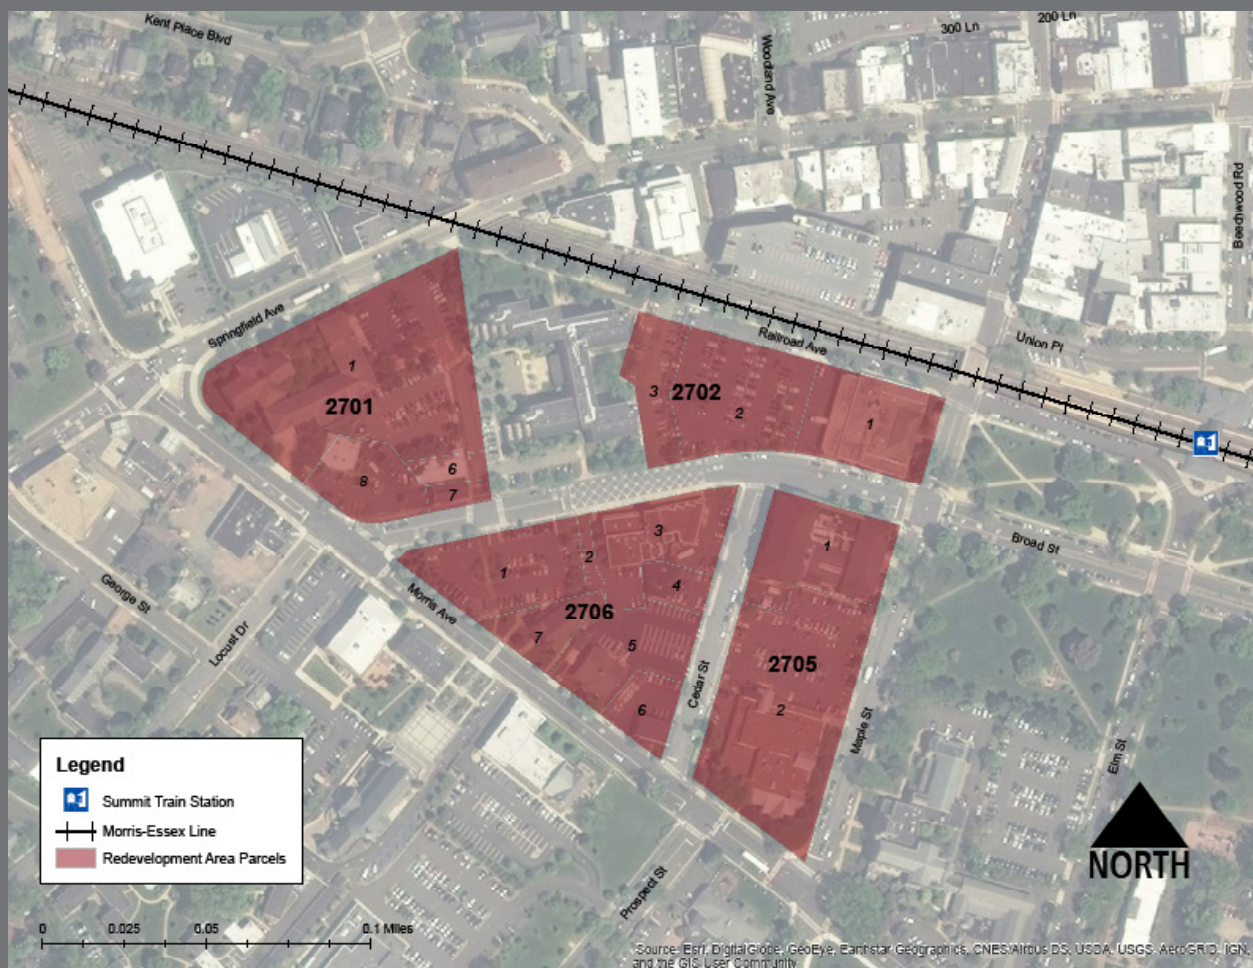 Kent Place Blvd
Woodland Ave
300 Ln
200 Ln
Beechwood Rd
Springfield Ave
Railroad Ave
Union Pl
1
2701
6
8
7
3
2702
2
1
Broad St
1
2
3
4
2706
7
5
6
1
2705
2
Morris Ave
George St
Locust Dr
Cedar St
Maple St
Elm St
Prospect St
Legend
Summit Train Station
Morris-Essex Line
Redevelopment Area Parcels
NORTH
0
0.025
0.05
0.1 Miles
Source: Esri, DigitalGlobe, GeoEye, Earthstar Geographics, CNES/Airbus DS, USDA, USGS, AeroGRID, IGN,
and the GIS User Community